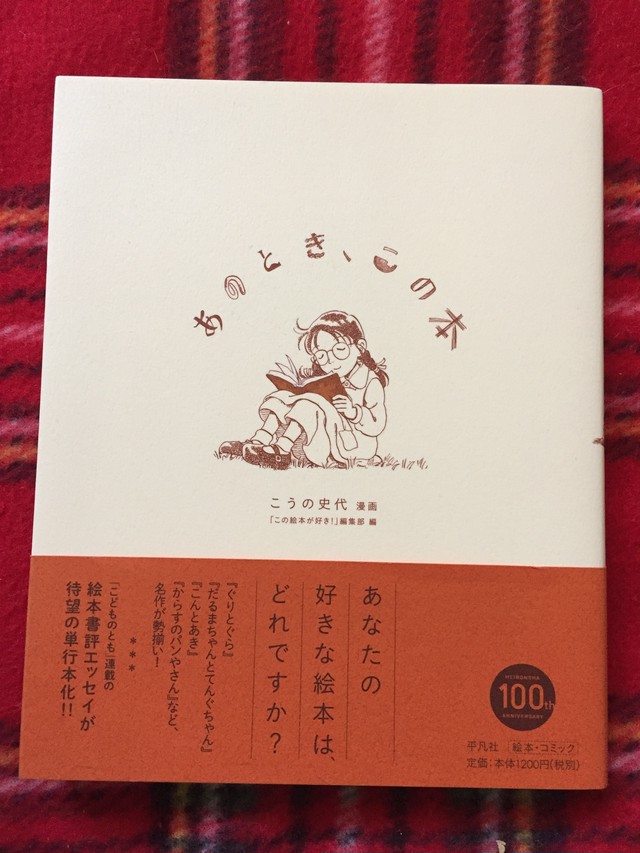 あのとき、この本
こうの史代 漫画
「この絵本が好き!」編集部 編
あなたの
好きな絵本は、
どれですか?
『ぐりとぐら』
『だるまちゃんとてんぐちゃん』
『こんとあき』
『からすのパンやさん』など、
名作が勢揃い!
***
「こどものとも」連載の
絵本書評エッセイが
待望の単行本化!!
HEIBONSHA
100th
ANNIVERSARY
平凡社 絵本・コミック
定価:本体1200円(税別)